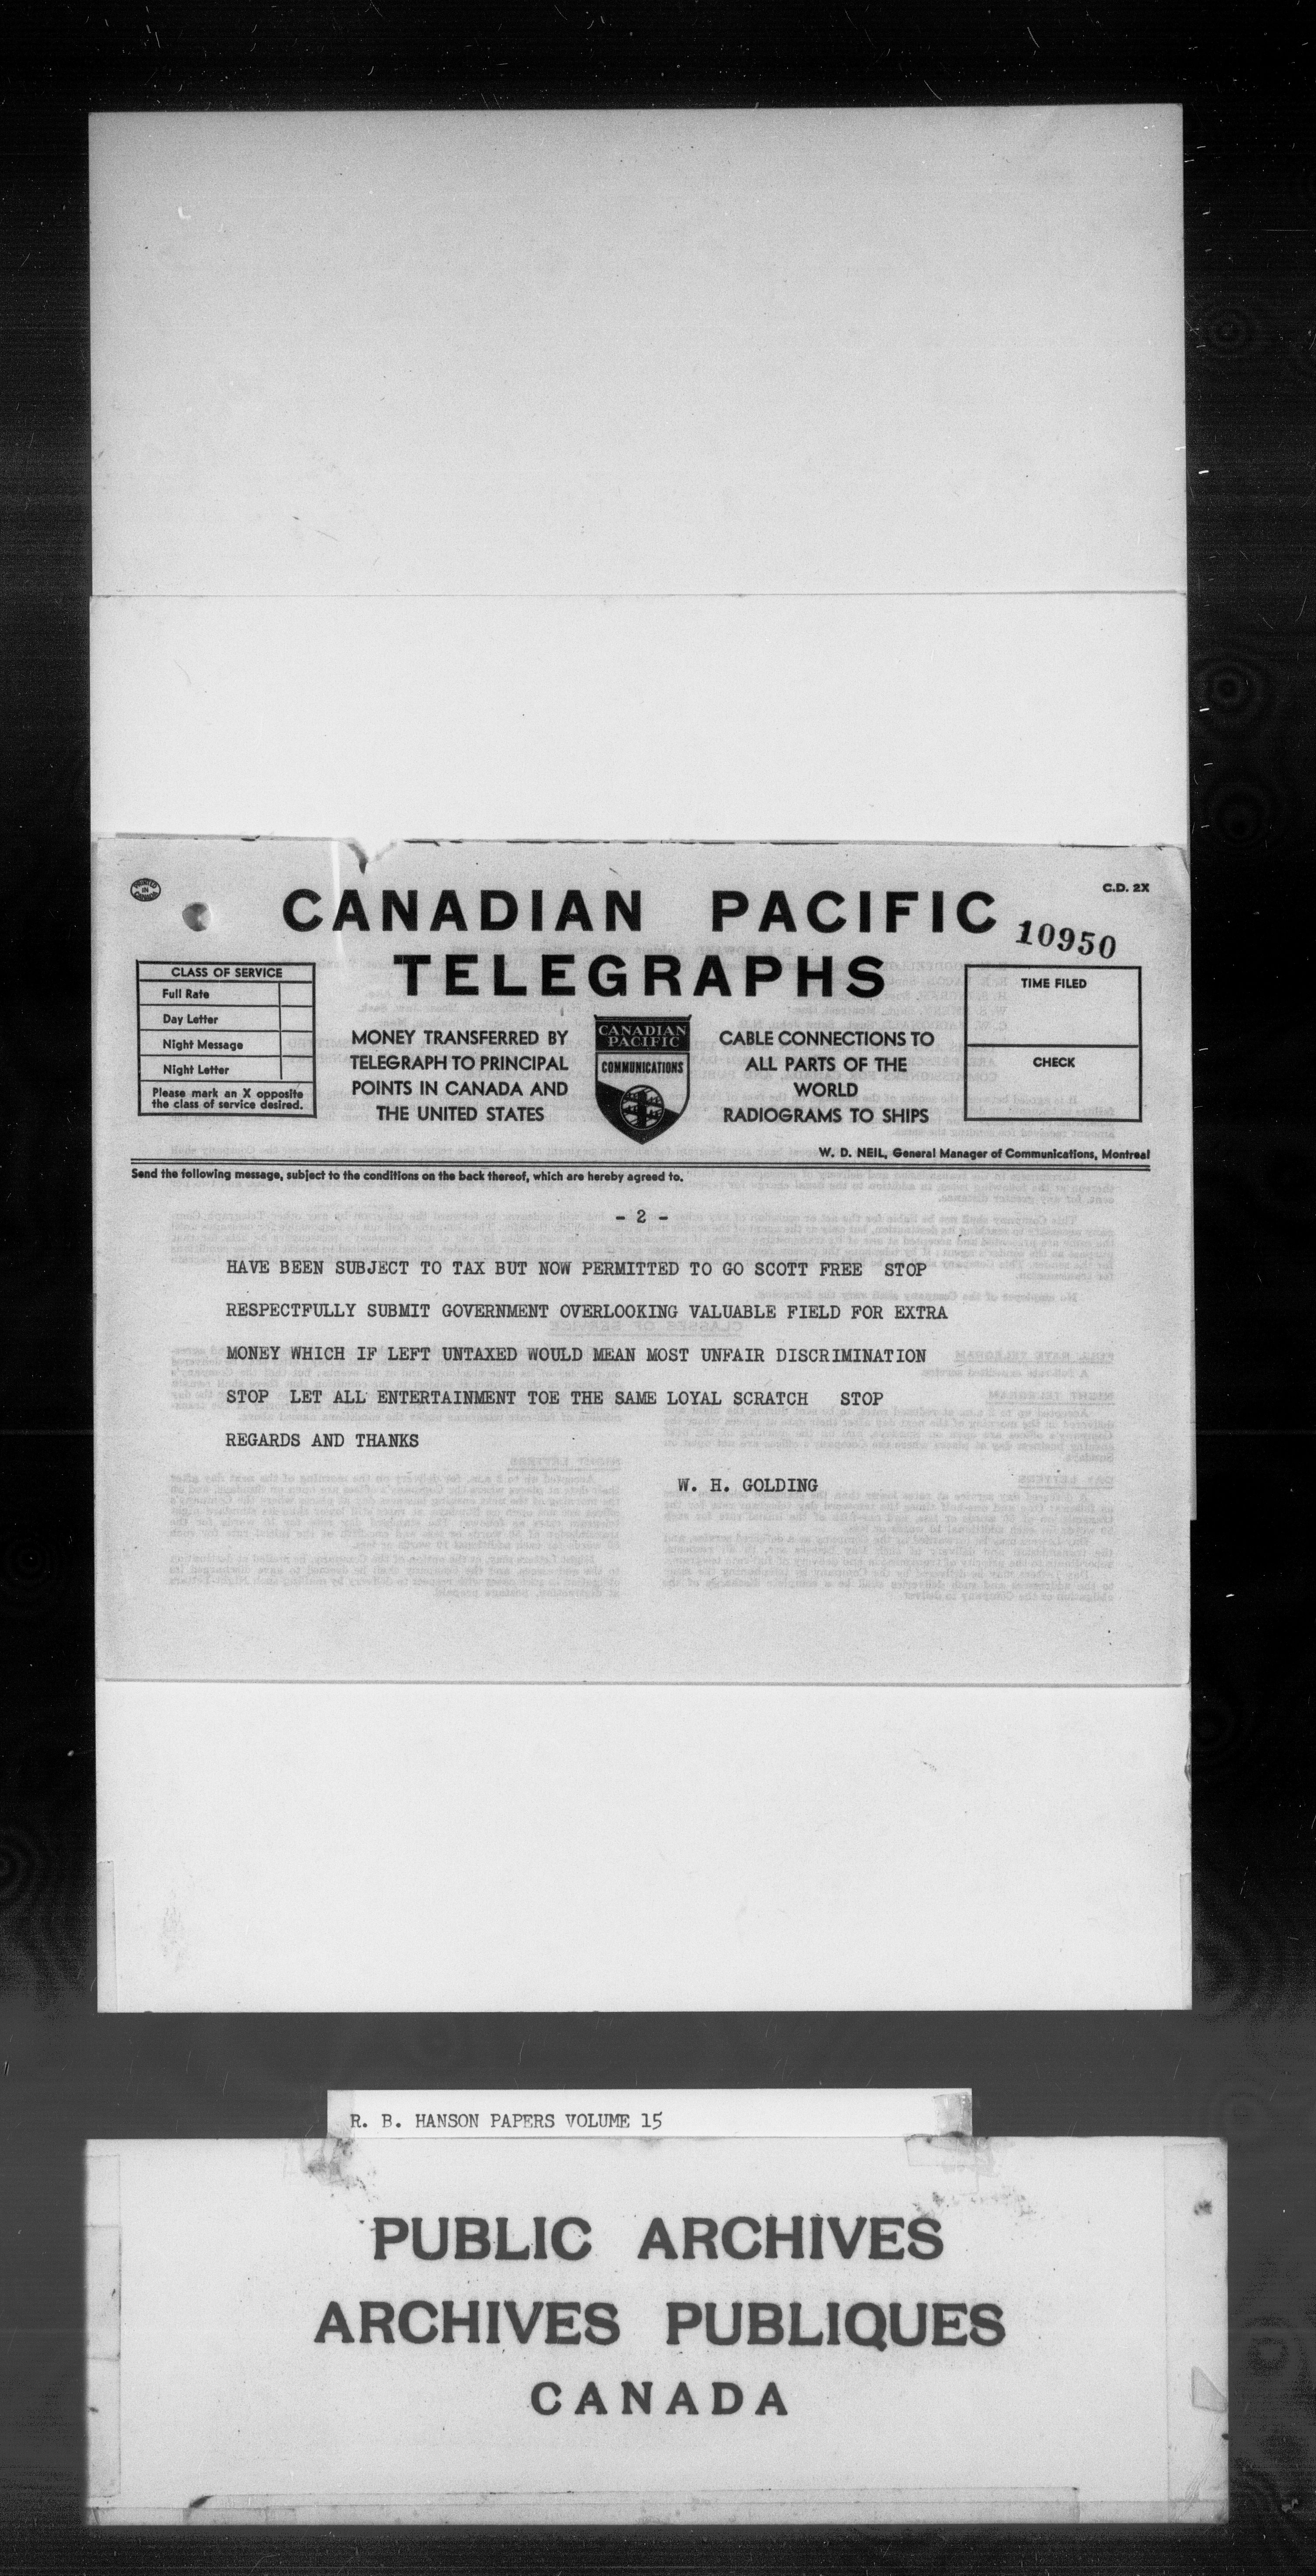 PRINTED IN CANADA
C.D. 2X
CANADIAN PACIFIC
10950
TELEGRAPHS
CLASS OF SERVICE
Full Rate
Day Letter
Night Message
Night Letter
Please mark an X opposite
the class of service desired.
MONEY TRANSFERRED BY
TELEGRAPH TO PRINCIPAL
POINTS IN CANADA AND
THE UNITED STATES
CANADIAN
PACIFIC
COMMUNICATIONS
CABLE CONNECTIONS TO
ALL PARTS OF THE
WORLD
RADIOGRAMS TO SHIPS
TIME FILED
CHECK
W. D. NEIL, General Manager of Communications, Montreal
Send the following message, subject to the conditions on the back thereof, which are hereby agreed to.
- 2 -
HAVE BEEN SUBJECT TO TAX BUT NOW PERMITTED TO GO SCOTT FREE STOP
RESPECTFULLY SUBMIT GOVERNMENT OVERLOOKING VALUABLE FIELD FOR EXTRA
MONEY WHICH IF LEFT UNTAXED WOULD MEAN MOST UNFAIR DISCRIMINATION
STOP LET ALL ENTERTAINMENT TOE THE SAME LOYAL SCRATCH STOP
REGARDS AND THANKS
W. H. GOLDING
R. B. HANSON PAPERS VOLUME 15
PUBLIC ARCHIVES
ARCHIVES PUBLIQUES
CANADA